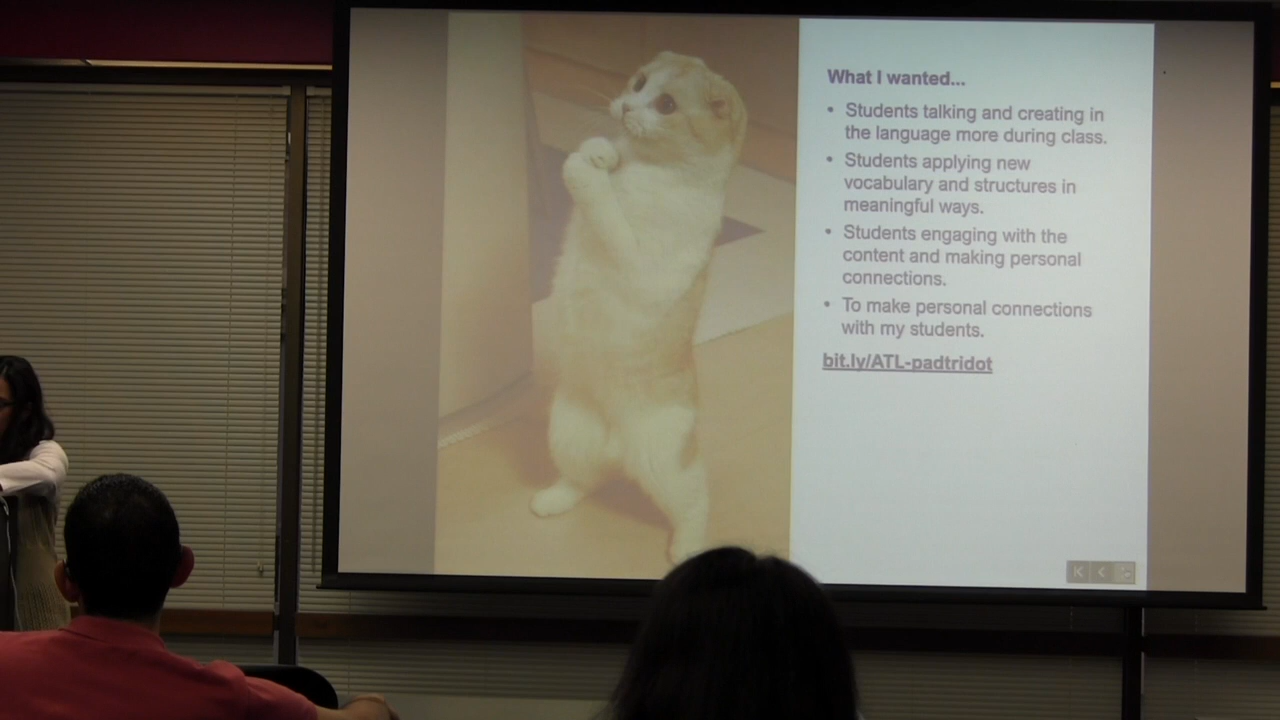 What I wanted...
• Students talking and creating in
the language more during class.
• Students applying new
vocabulary and structures in
meaningful ways.
• Students engaging with the
content and making personal
connections.
• To make personal connections
with my students.
bit.ly/ATL-padtridot